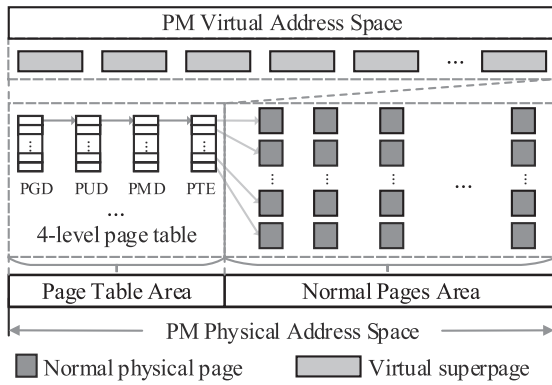 PM Virtual Address Space
...
PGD PUD PMD PTE
...
...
4-level page table
Page Table Area Normal Pages Area
PM Physical Address Space
Normal physical page Virtual superpage